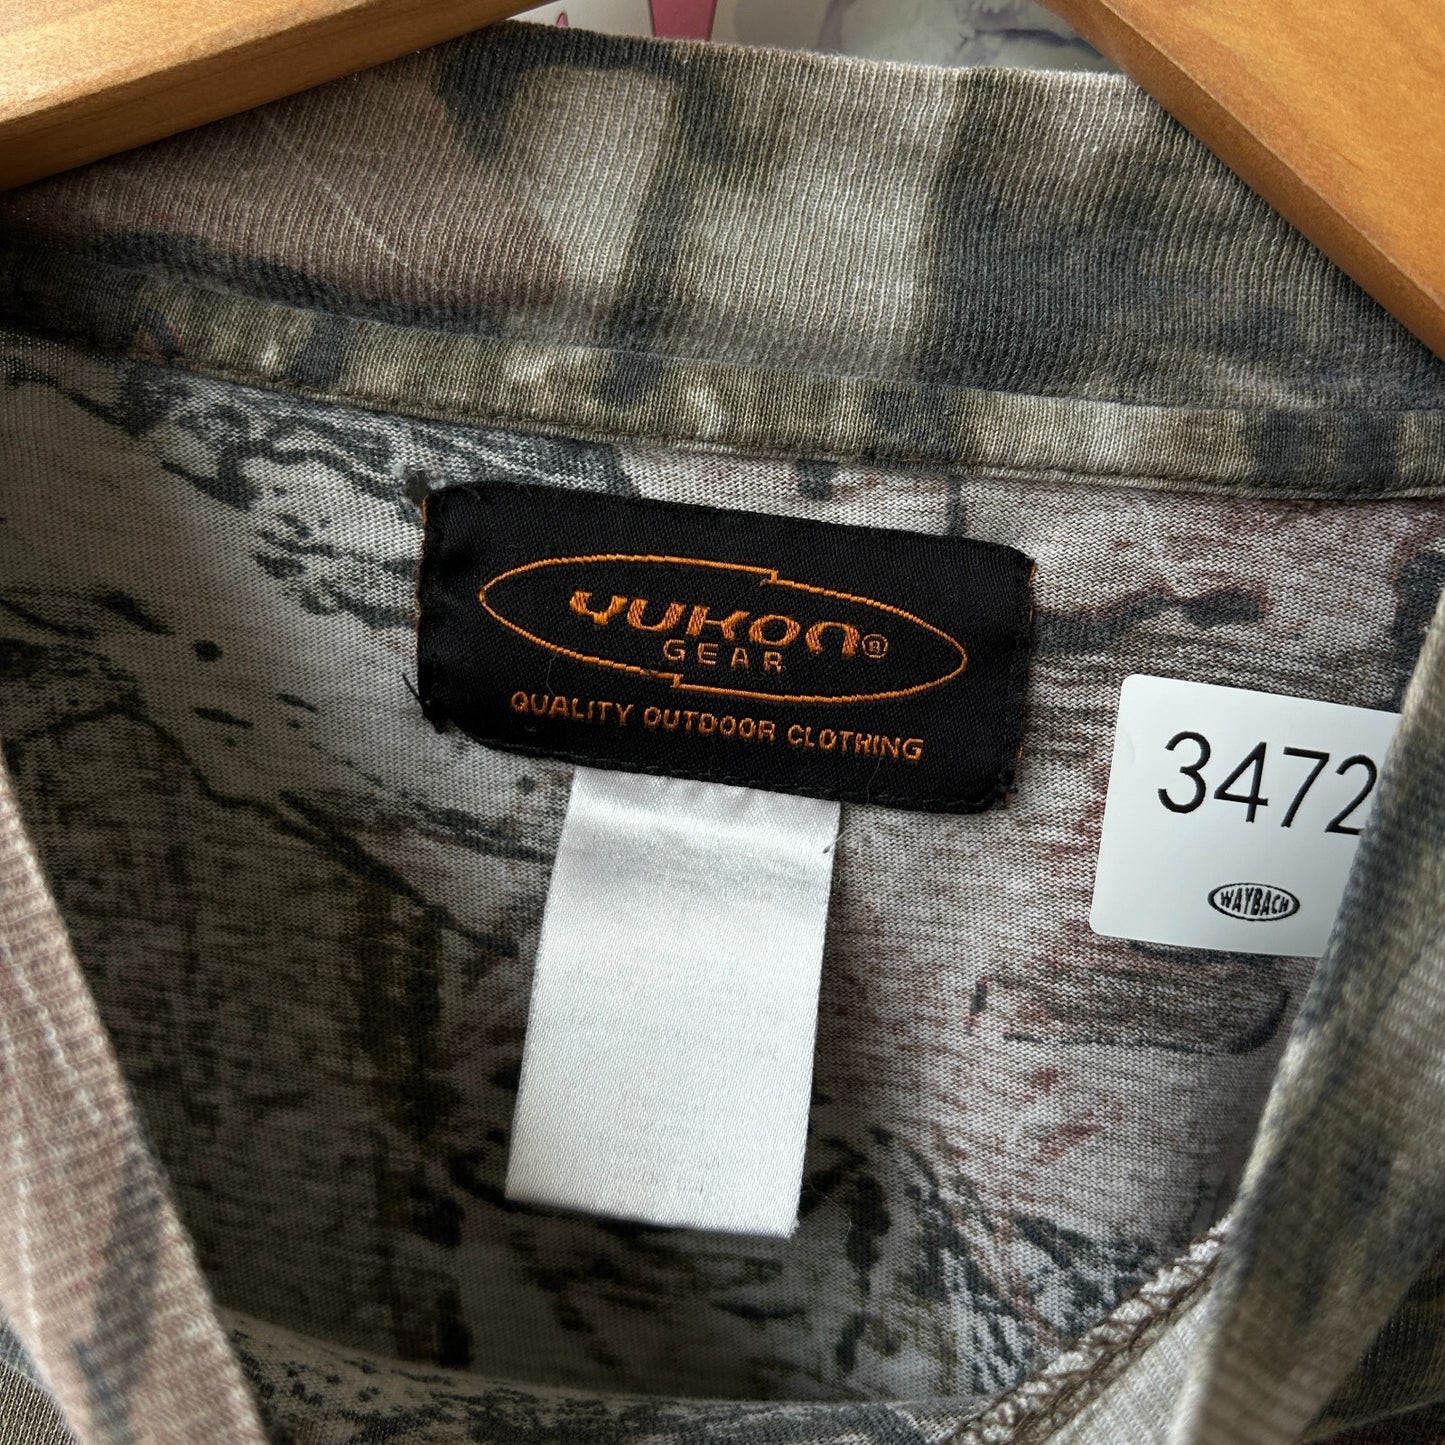 YUKON®
GEAR
QUALITY OUTDOOR CLOTHING
3472
WAYBACH